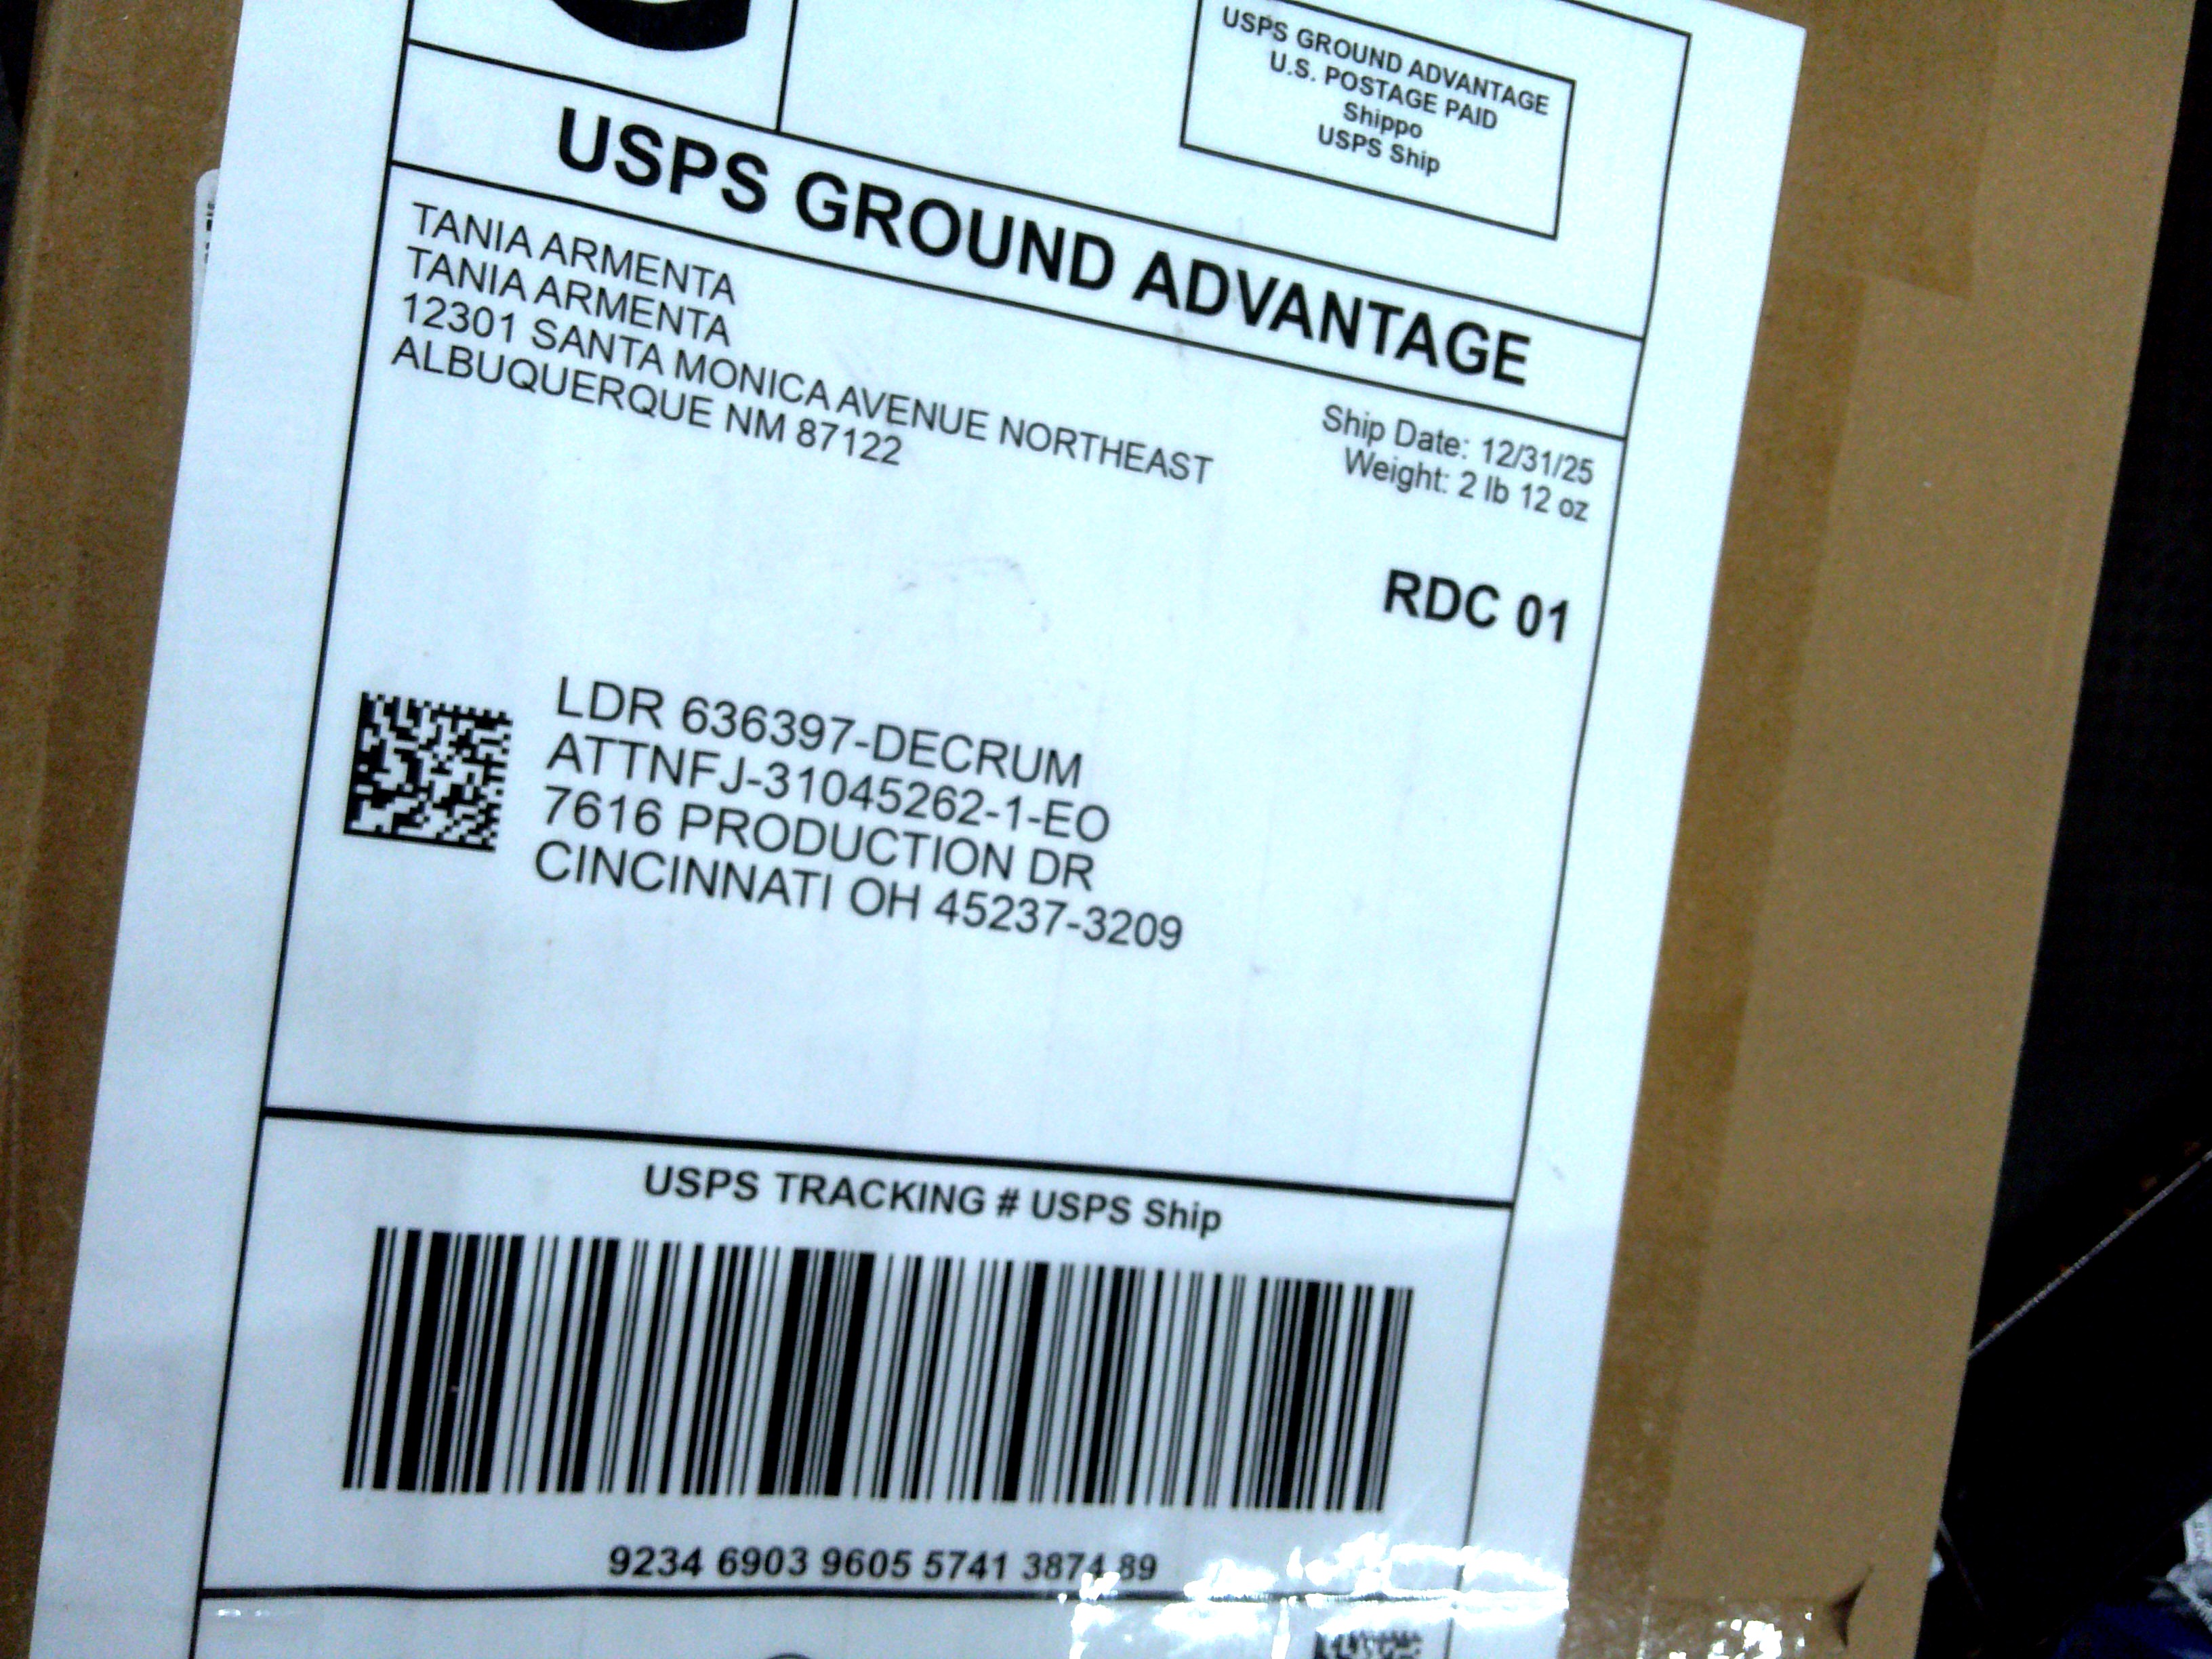 USPS GROUND ADVANTAGE
U.S. POSTAGE PAID
Shippo
USPS Ship
USPS GROUND ADVANTAGE
TANIA ARMENTA
TANIA ARMENTA
12301 SANTA MONICA AVENUE NORTHEAST
ALBUQUERQUE NM 87122
Ship Date: 12/31/25
Weight: 2 lb 12 oz
RDC 01
LDR 636397-DECRUM
ATTNFJ-31045262-1-EO
7616 PRODUCTION DR
CINCINNATI OH 45237-3209
USPS TRACKING # USPS Ship
9234 6903 9605 5741 3874 89